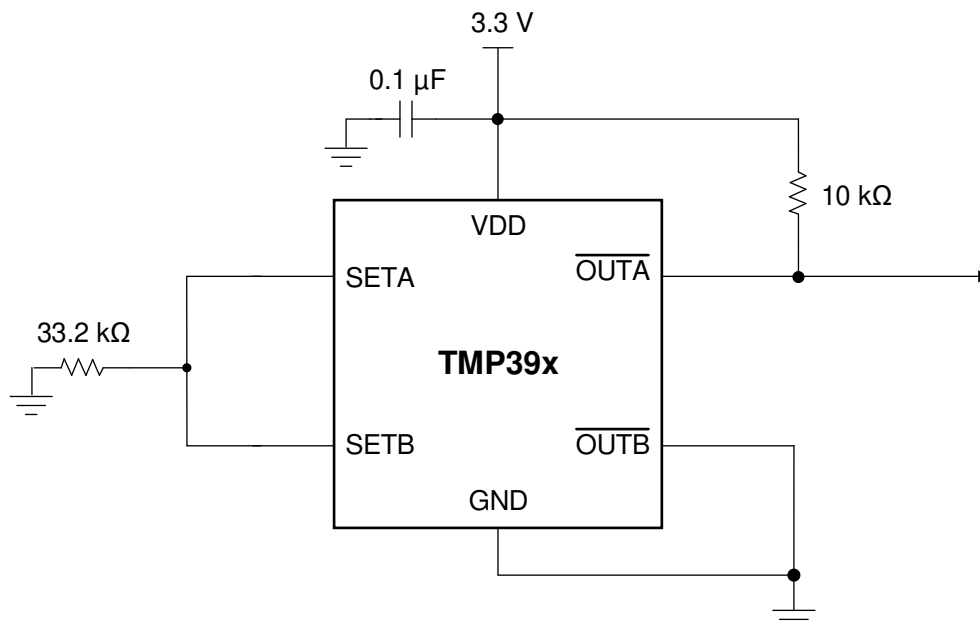 3.3 V
0.1 µF
10 kΩ
VDD
SETA
OUTA
33.2 kΩ
TMP39x
SETB
OUTB
GND